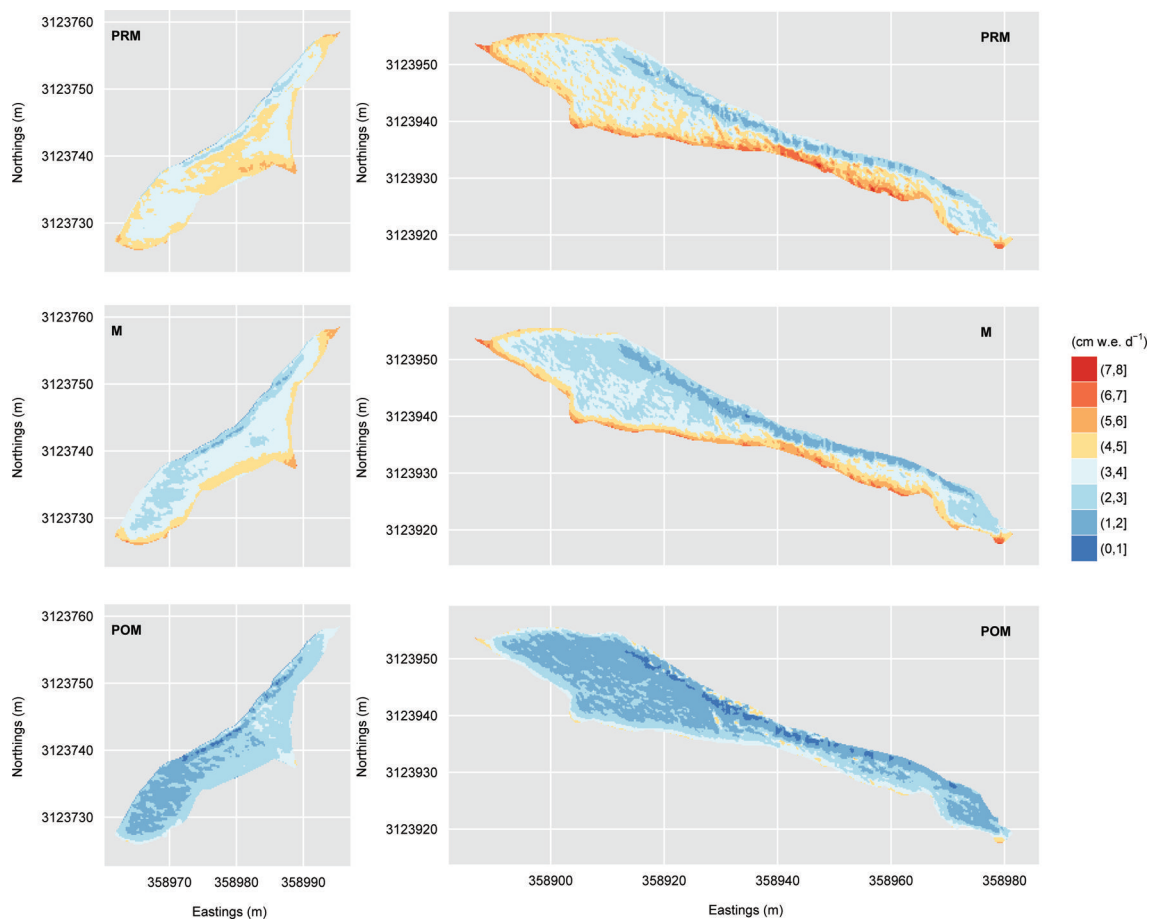 PRM
3123760
3123750
3123740
3123730
Northings (m)
PRM
3123950
3123940
3123930
3123920
Northings (m)
M
3123760
3123750
3123740
3123730
Northings (m)
M
3123950
3123940
3123930
3123920
Northings (m)
(cm w.e. d⁻¹)
(7,8]
(6,7]
(5,6]
(4,5]
(3,4]
(2,3]
(1,2]
(0,1]
POM
3123760
3123750
3123740
3123730
Northings (m)
358970 358980 358990
Eastings (m)
POM
3123950
3123940
3123930
3123920
Northings (m)
358900 358920 358940 358960 358980
Eastings (m)